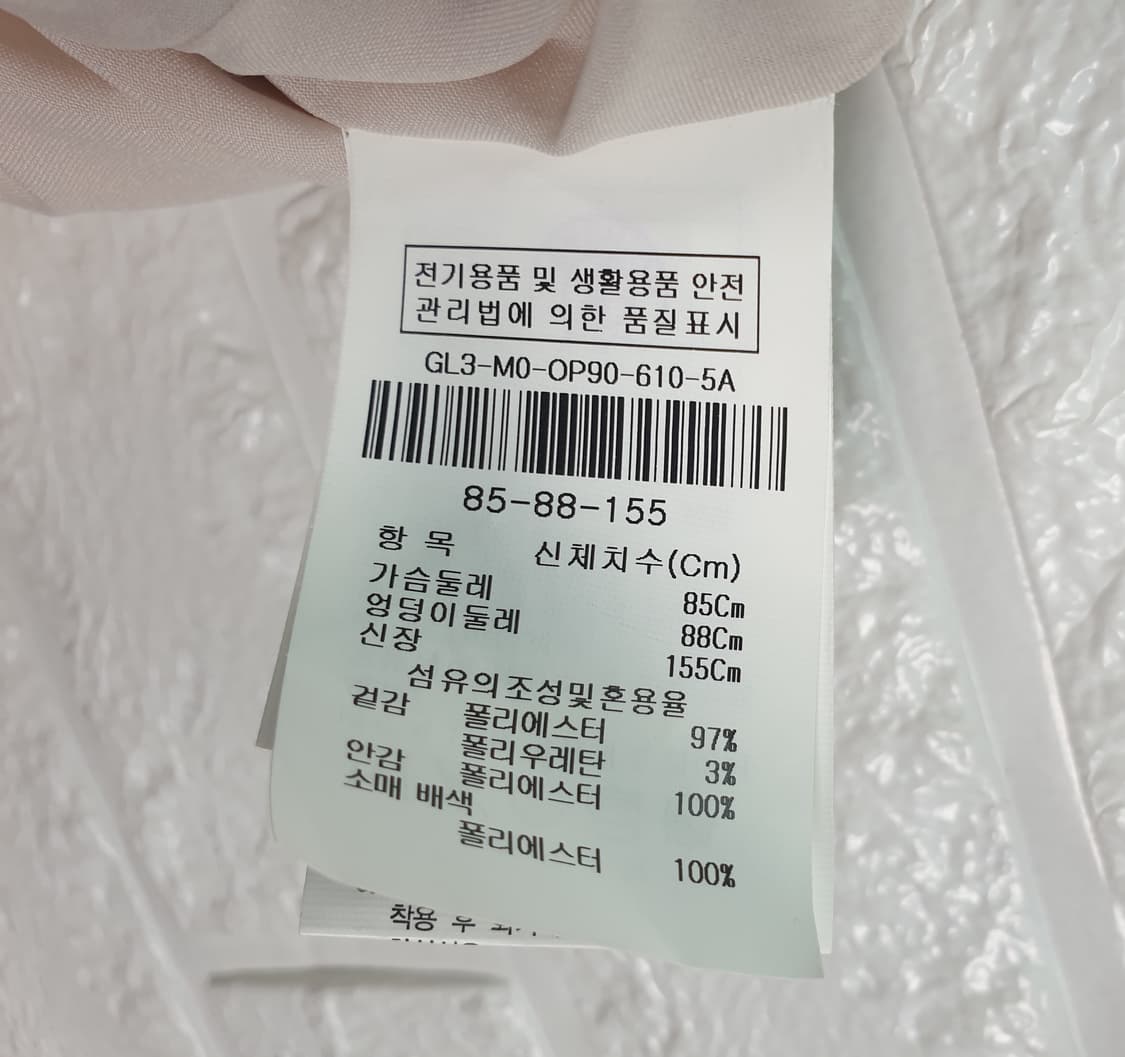 전기용품 및 생활용품 안전
관리법에 의한 품질표시
GL3-M0-OP90-610-5A
85-88-155
항 목 신체치수(Cm)
가슴둘레 85Cm
엉덩이둘레 88Cm
신장 155Cm
섬유의조성및혼용율
겉감 폴리에스터 97%
폴리우레탄 3%
안감 폴리에스터 100%
소매 배색
폴리에스터 100%
착용 후